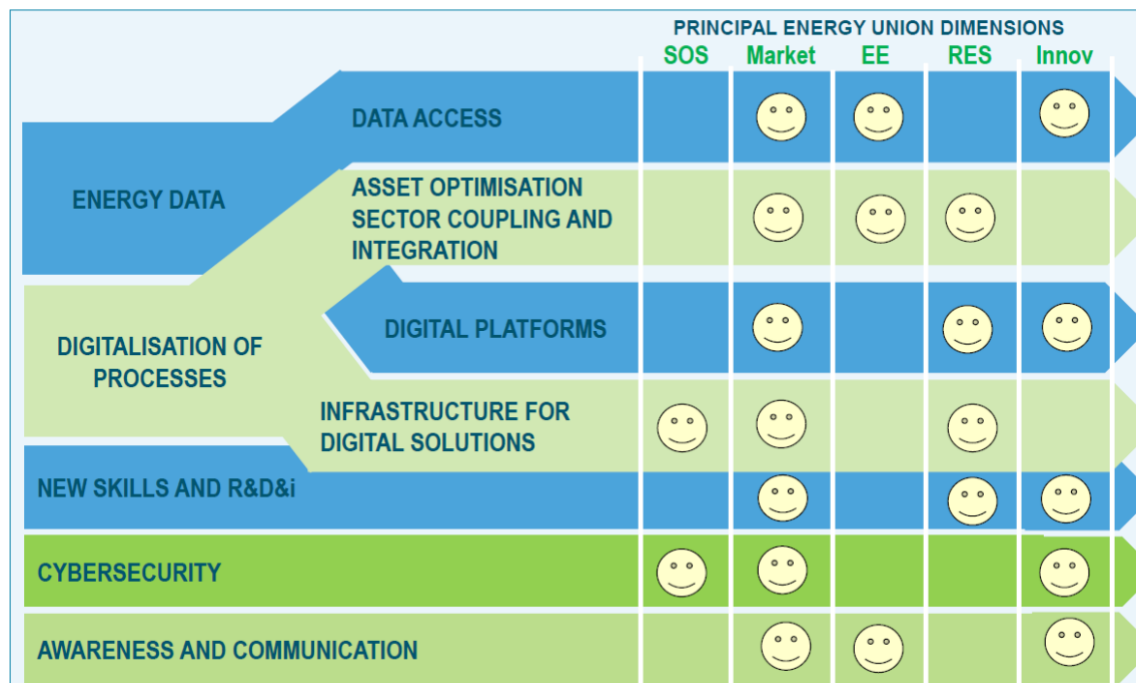 PRINCIPAL ENERGY UNION DIMENSIONS
SOS Market EE RES Innov
DATA ACCESS
ENERGY DATA
ASSET OPTIMISATION
SECTOR COUPLING AND
INTEGRATION
DIGITAL PLATFORMS
DIGITALISATION OF
PROCESSES
INFRASTRUCTURE FOR
DIGITAL SOLUTIONS
NEW SKILLS AND R&D&i
CYBERSECURITY
AWARENESS AND COMMUNICATION